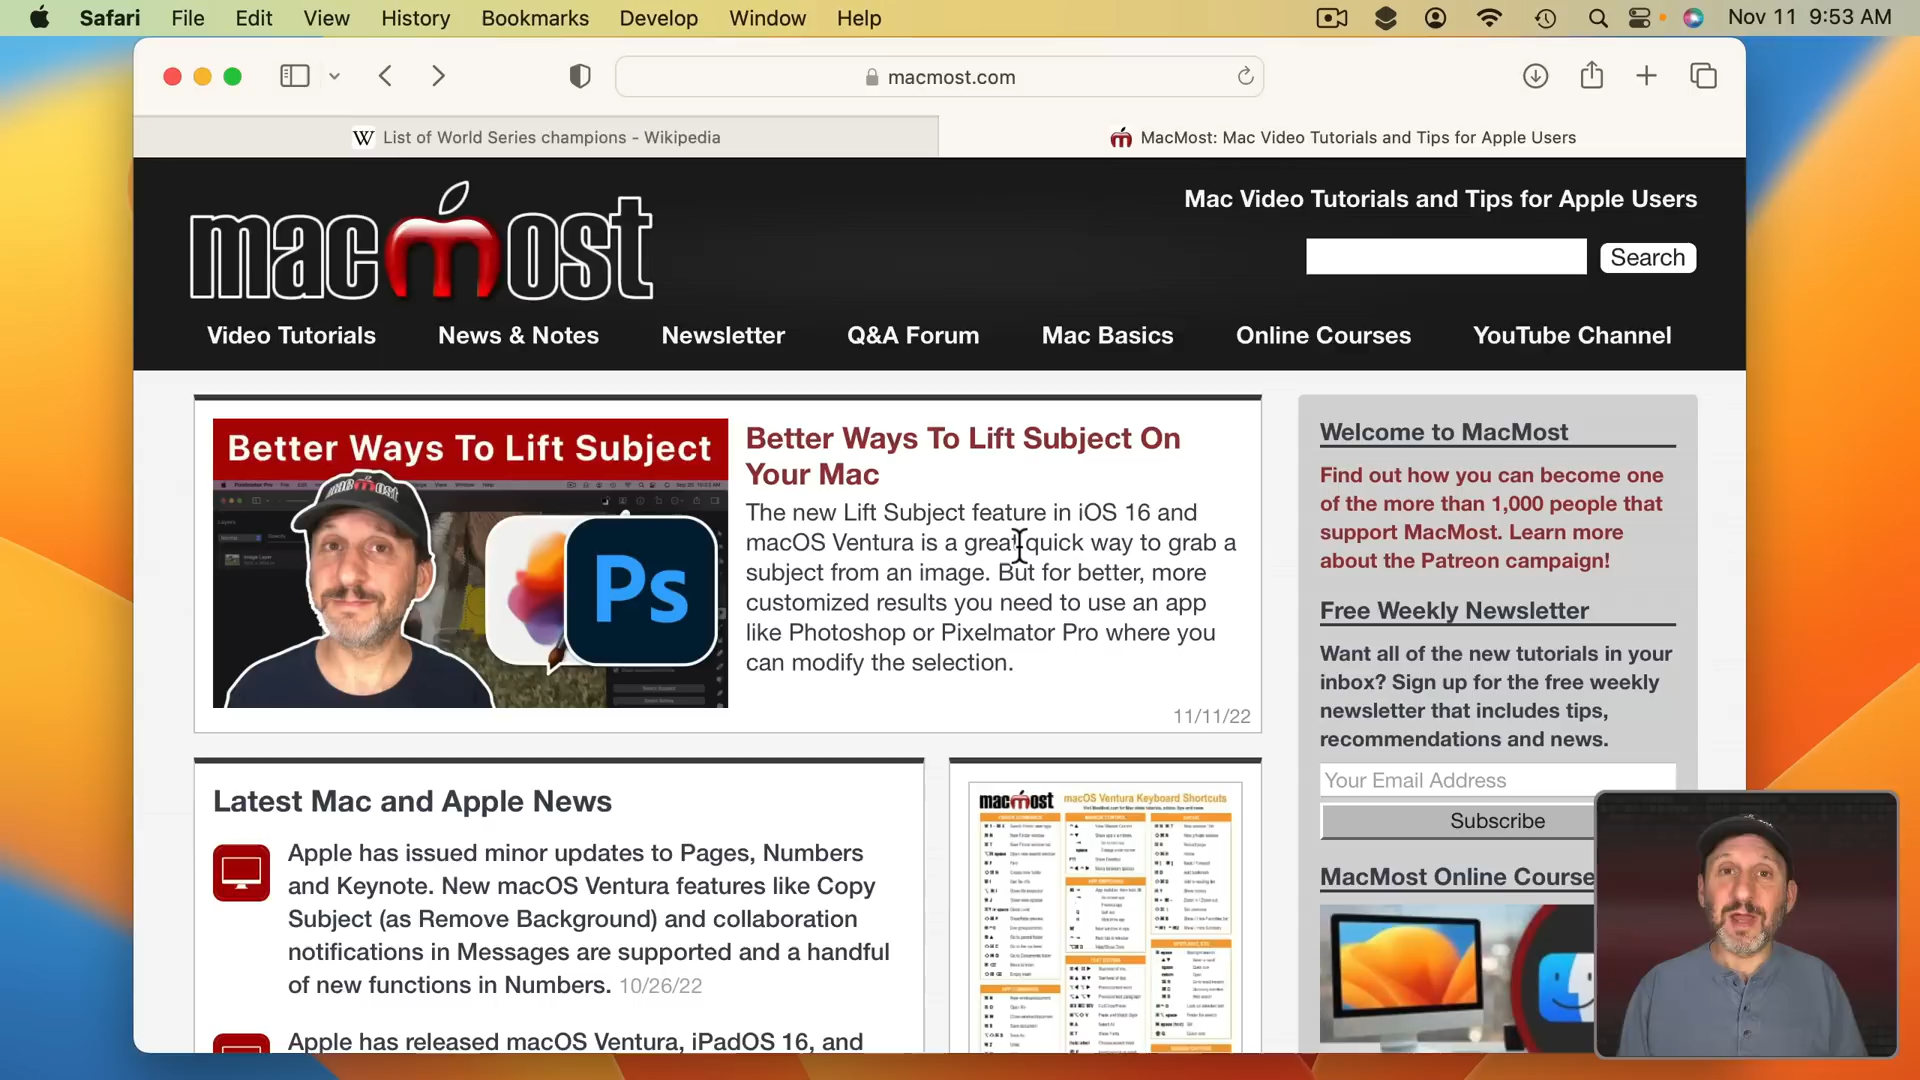 Safari File Edit View History Bookmarks Develop Window Help Nov 11 9:53 AM
macmost.com
W List of World Series champions - Wikipedia
MacMost: Mac Video Tutorials and Tips for Apple Users
macmost
Mac Video Tutorials and Tips for Apple Users
Search
Video Tutorials News & Notes Newsletter Q&A Forum Mac Basics Online Courses YouTube Channel
Better Ways To Lift Subject
macmost
Ps
Better Ways To Lift Subject On
Your Mac
The new Lift Subject feature in iOS 16 and
macOS Ventura is a great quick way to grab a
subject from an image. But for better, more
customized results you need to use an app
like Photoshop or Pixelmator Pro where you
can modify the selection.
11/11/22
Welcome to MacMost
Find out how you can become one
of the more than 1,000 people that
support MacMost. Learn more
about the Patreon campaign!
Free Weekly Newsletter
Want all of the new tutorials in your
inbox? Sign up for the free weekly
newsletter that includes tips,
recommendations and news.
Your Email Address
Subscribe
MacMost Online Course
Latest Mac and Apple News
Apple has issued minor updates to Pages, Numbers
and Keynote. New macOS Ventura features like Copy
Subject (as Remove Background) and collaboration
notifications in Messages are supported and a handful
of new functions in Numbers. 10/26/22
Apple has released macOS Ventura, iPadOS 16, and
macmost macOS Ventura Keyboard Shortcuts